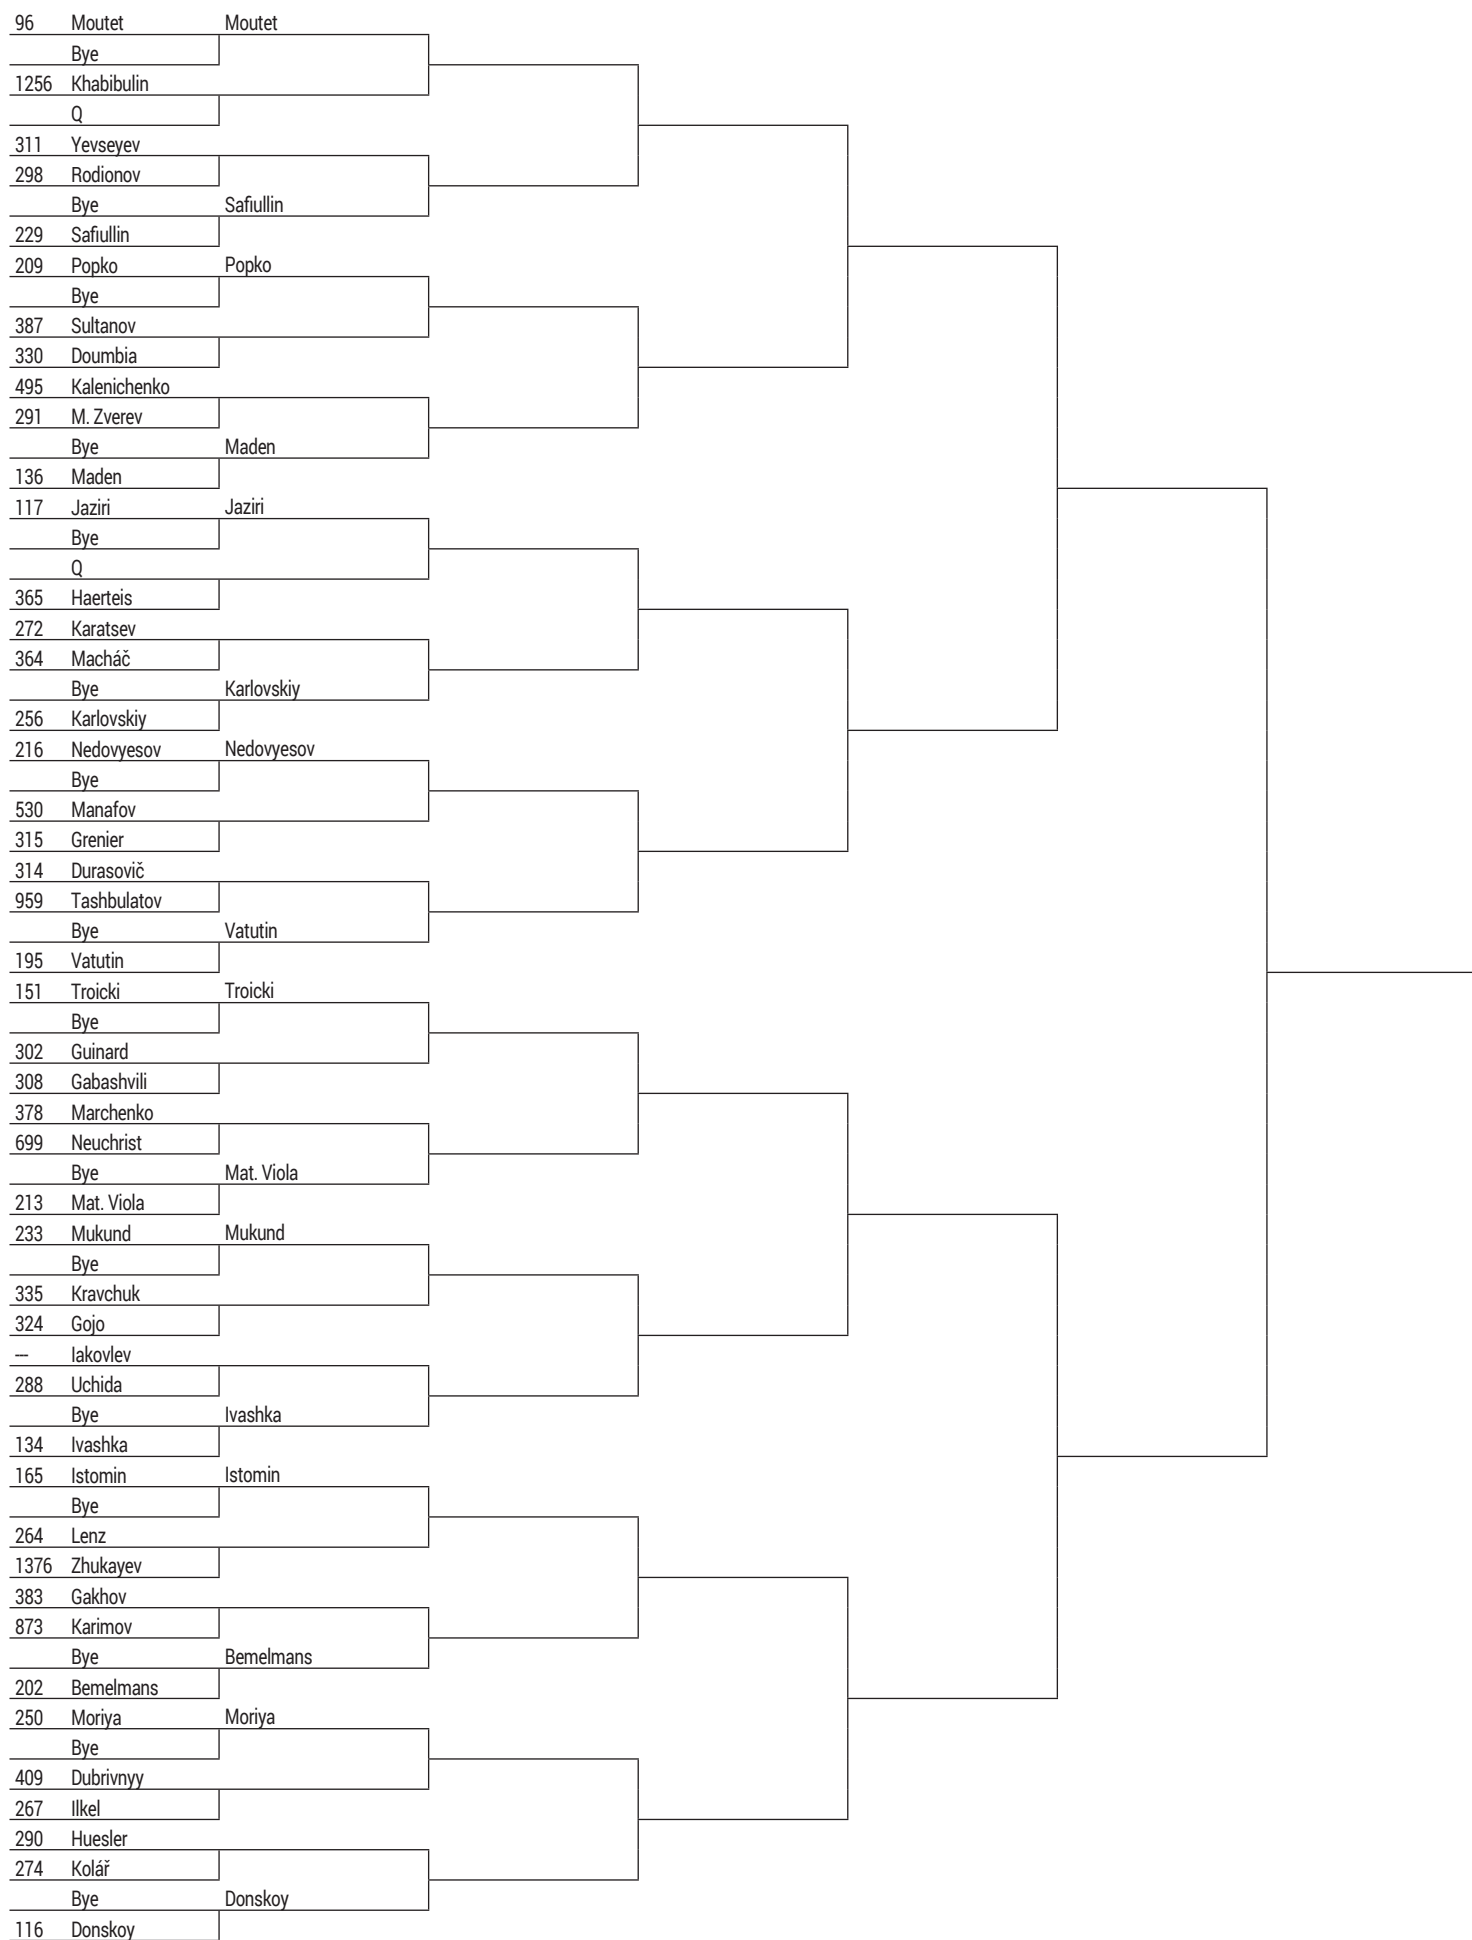 96 Moutet Moutet
Bye
1256 Khabibulin
Q
311 Yevseyev
298 Rodionov
Bye Safiullin
229 Safiullin
209 Popko Popko
Bye
387 Sultanov
330 Doumbia
495 Kalenichenko
291 M. Zverev
Bye Maden
136 Maden
117 Jaziri Jaziri
Bye
Q
365 Haerteis
272 Karatsev
364 Macháč
Bye Karlovskiy
256 Karlovskiy
216 Nedovyesov Nedovyesov
Bye
530 Manafov
315 Grenier
314 Durasovič
959 Tashbulatov
Bye Vatutin
195 Vatutin
151 Troicki Troicki
Bye
302 Guinard
308 Gabashvili
378 Marchenko
699 Neuchrist
Bye Mat. Viola
213 Mat. Viola
233 Mukund Mukund
Bye
335 Kravchuk
324 Gojo
--- Iakovlev
288 Uchida
Bye Ivashka
134 Ivashka
165 Istomin Istomin
Bye
264 Lenz
1376 Zhukayev
383 Gakhov
873 Karimov
Bye Bemelmans
202 Bemelmans
250 Moriya Moriya
Bye
409 Dubrivnyy
267 Ilkel
290 Huesler
274 Kolář
Bye Donskoy
116 Donskoy